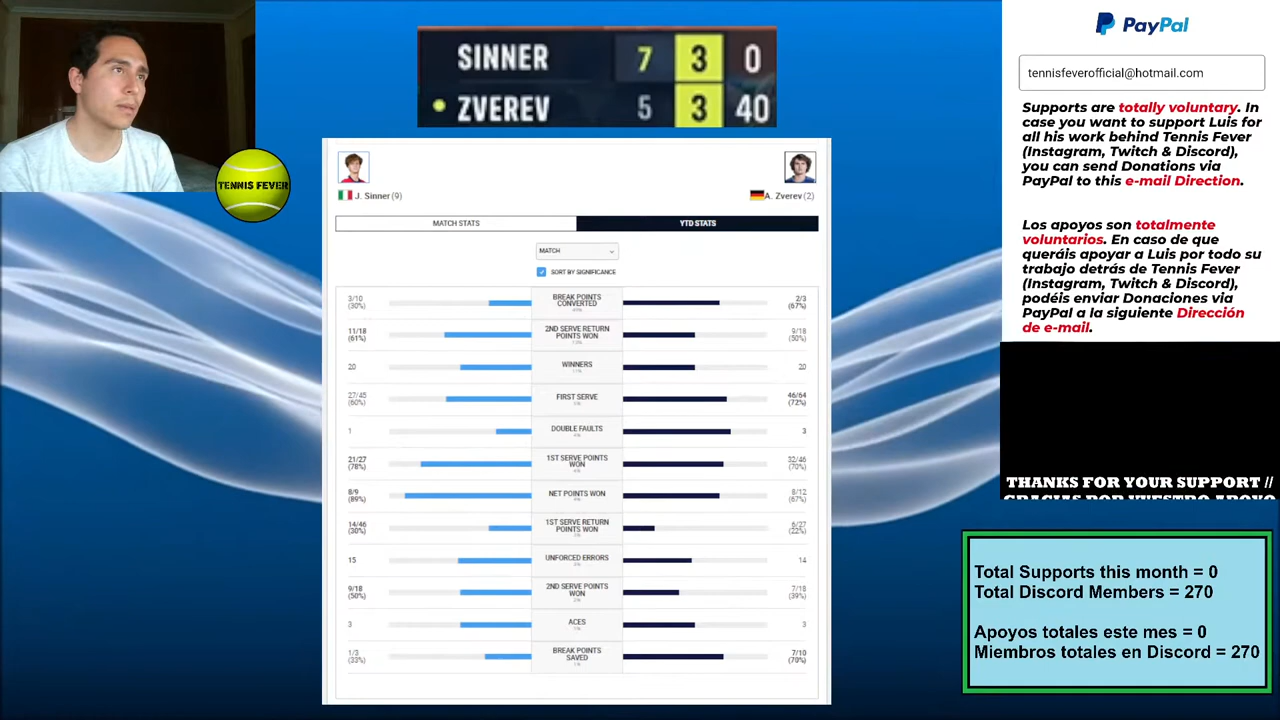 SINNER 7 3 0
ZVEREV 5 3 40
TENNIS FEVER
J. Sinner (9)
A. Zverev (2)
MATCH STATS
YTD STATS
MATCH
SORT BY SIGNIFICANCE
3/10
(30%)
BREAK POINTS
CONVERTED
2/3
(67%)
11/18
(61%)
2ND SERVE RETURN
POINTS WON
9/18
(50%)
20
WINNERS
20
27/45
(60%)
FIRST SERVE
46/64
(72%)
1
DOUBLE FAULTS
3
21/27
(78%)
1ST SERVE POINTS
WON
32/46
(70%)
8/9
(89%)
NET POINTS WON
8/12
(67%)
14/46
(30%)
1ST SERVE RETURN
POINTS WON
6/27
(22%)
15
UNFORCED ERRORS
14
9/18
(50%)
2ND SERVE POINTS
WON
7/18
(39%)
3
ACES
3
1/3
(33%)
BREAK POINTS
SAVED
7/10
(70%)
PayPal
tennisfeverofficial@hotmail.com
Supports are totally voluntary. In
case you want to support Luis for
all his work behind Tennis Fever
(Instagram, Twitch & Discord),
you can send Donations via
PayPal to this e-mail Direction.
Los apoyos son totalmente
voluntarios. En caso de que
queráis apoyar a Luis por todo su
trabajo detrás de Tennis Fever
(Instagram, Twitch & Discord),
podéis enviar Donaciones via
PayPal a la siguiente Dirección
de e-mail.
THANKS FOR YOUR SUPPORT //
GRACIAS POR VUESTRO APOYO
Total Supports this month = 0
Total Discord Members = 270
Apoyos totales este mes = 0
Miembros totales en Discord = 270